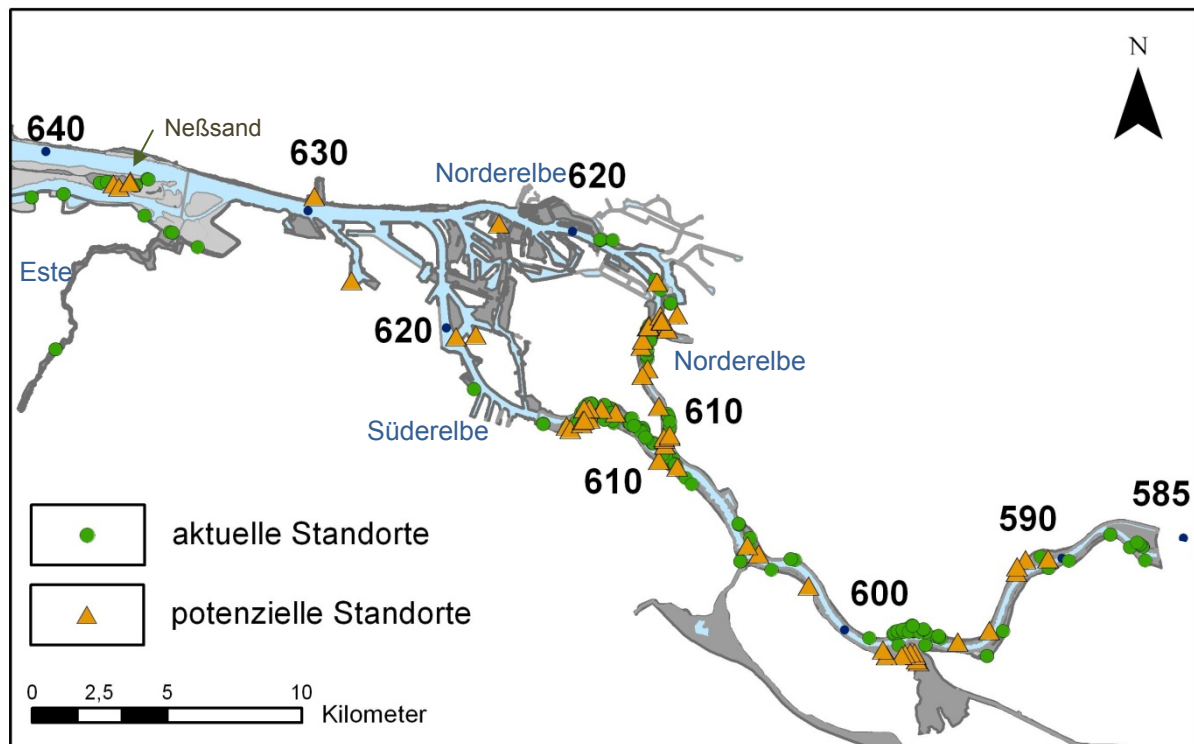 N
Neßsand
640
630
Norderelbe
620
Este
620
Norderelbe
610
Süderelbe
610
585
590
aktuelle Standorte
600
potenzielle Standorte
0 2,5 5 10
Kilometer